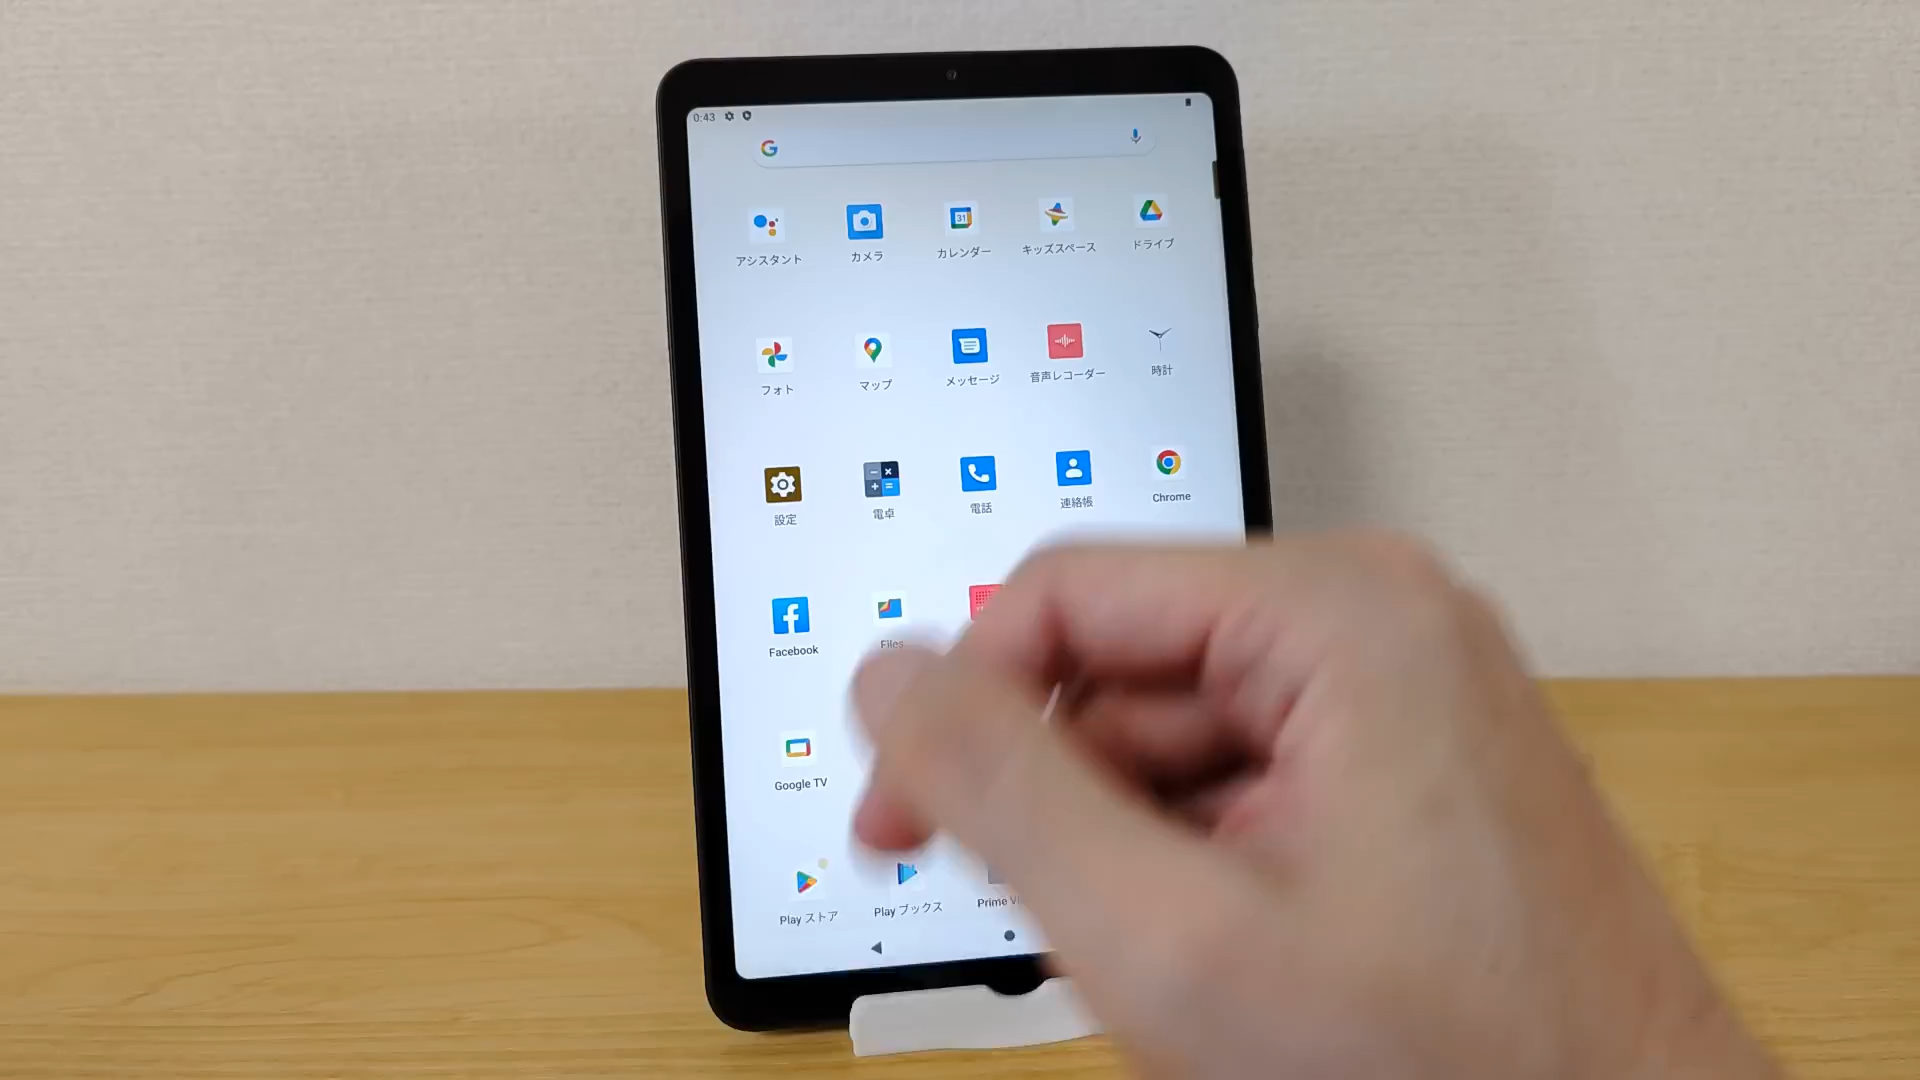 0:43
アシスタント
カメラ
31
カレンダー
キッズスペース
ドライブ
フォト
マップ
メッセージ
音声レコーダー
時計
設定
電卓
電話
連絡帳
Chrome
Facebook
Files
Google TV
Play ストア
Play ブックス
Prime